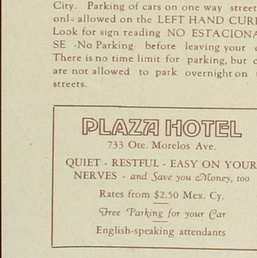 City. Parking of cars on one way street
only allowed on the LEFT HAND CUR
Look for sign reading NO ESTACIONA
SE -No Parking- before leaving your
There is no time limit for parking, but
are not allowed to park overnight on
streets.
PLAZA HOTEL
733 Ote. Morelos Ave.
QUIET - RESTFUL - EASY ON YOUR
NERVES - and Save you Money, too
Rates from $2.50 Mex. Cy.
Free Parking for your Car
English-speaking attendants